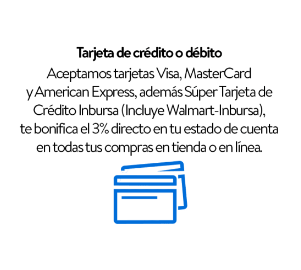 Tarjeta de crédito o débito
Aceptamos tarjetas Visa, MasterCard
y American Express, además Súper Tarjeta de
Crédito Inbursa (Incluye Walmart-Inbursa),
te bonifica el 3% directo en tu estado de cuenta
en todas tus compras en tienda o en línea.